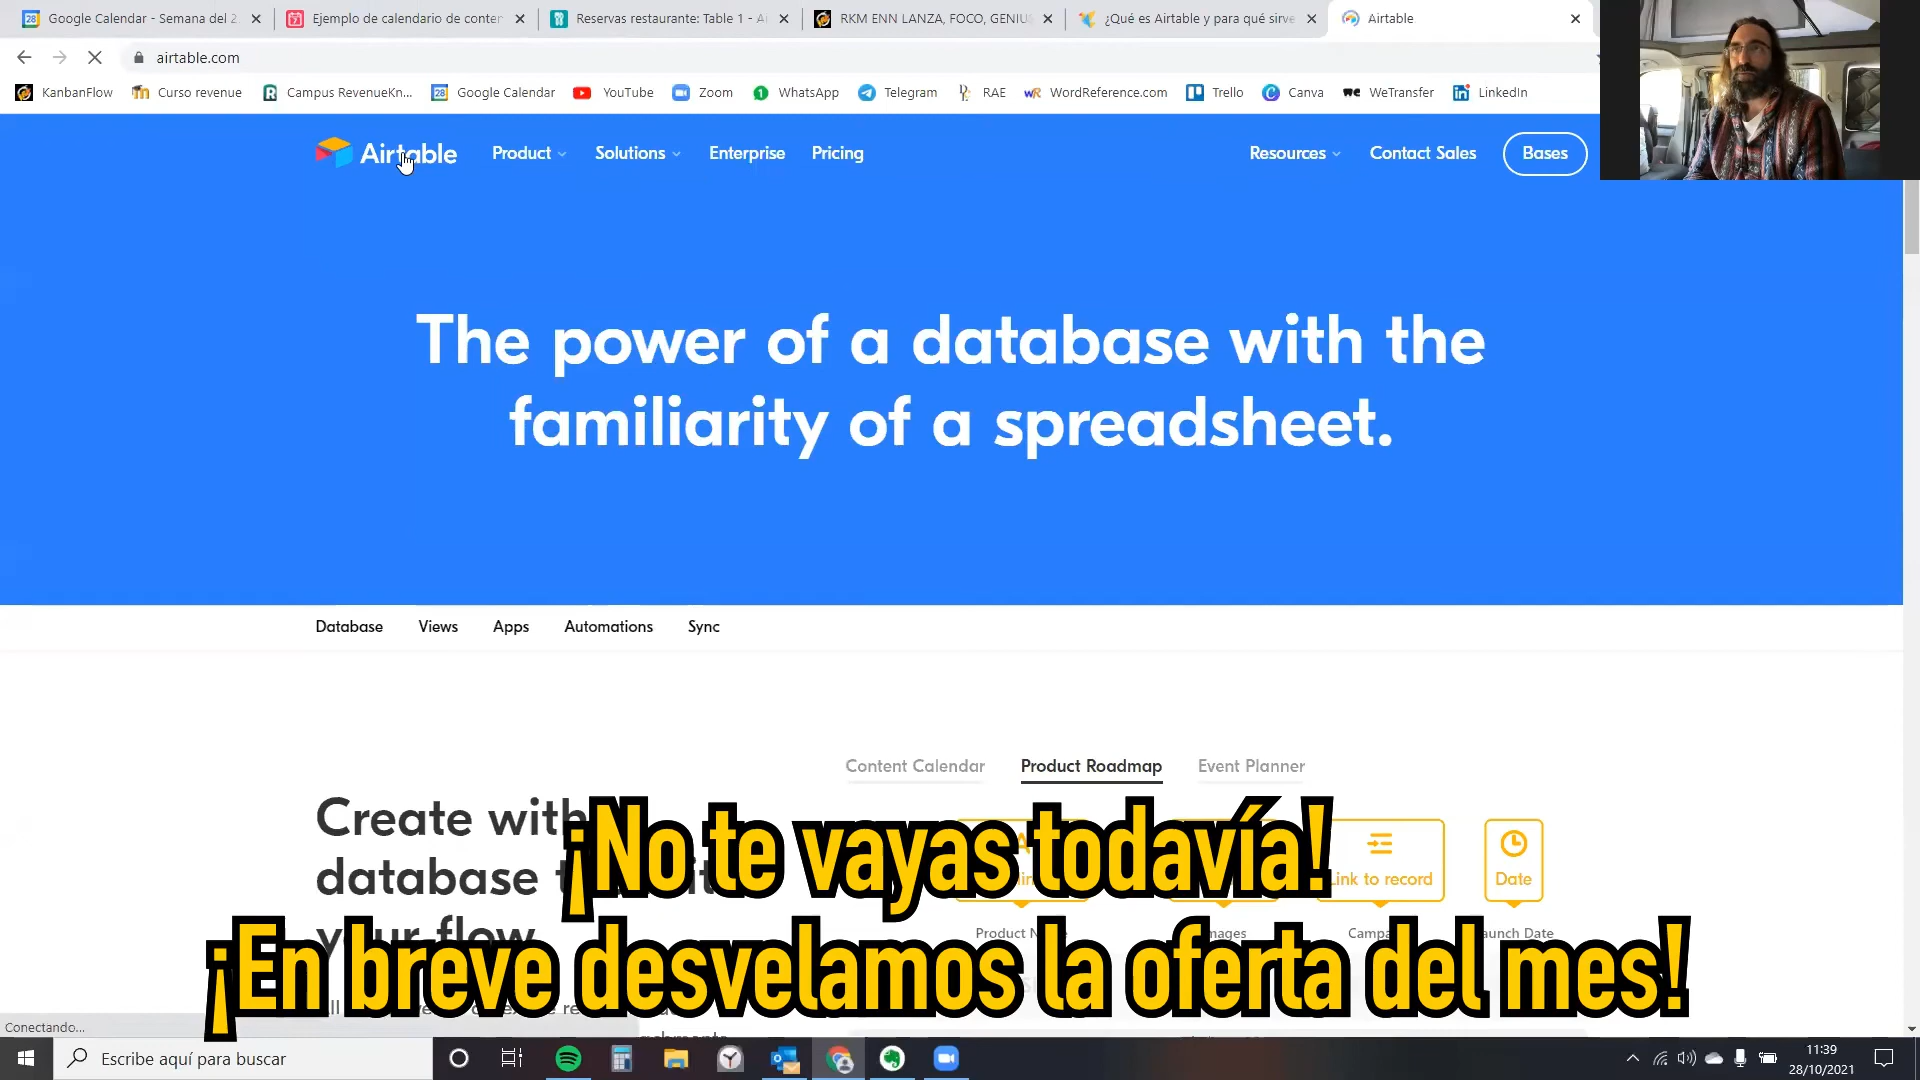 Google Calendar - Semana del 2
Ejemplo de calendario de conter
Reservas restaurante: Table 1 - Ai
RKM ENN LANZA, FOCO, GENIUS
¿Qué es Airtable y para qué sirve
Airtable
airtable.com
KanbanFlow
Curso revenue
Campus RevenueKn...
Google Calendar
YouTube
Zoom
WhatsApp
Telegram
RAE
WordReference.com
Trello
Canva
WeTransfer
LinkedIn
Airtable
Product
Solutions
Enterprise
Pricing
Resources
Contact Sales
Bases
The power of a database with the
familiarity of a spreadsheet.
Database
Views
Apps
Automations
Sync
Content Calendar
Product Roadmap
Event Planner
Create with
database
your flow
Link to record
Date
Product
Launch Date
¡No te vayas todavía!
¡En breve desvelamos la oferta del mes!
Conectando...
Escribe aquí para buscar
11:39
28/10/2021